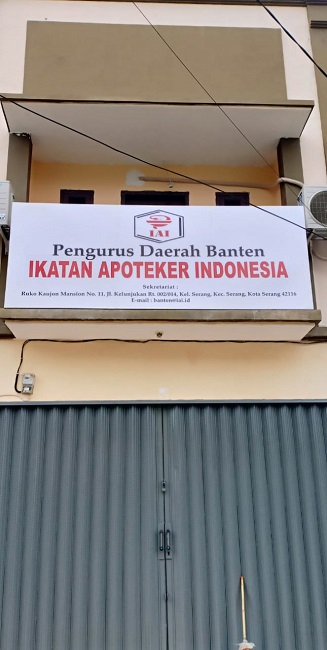 IAI
Pengurus Daerah Banten
IKATAN APOTEKER INDONESIA
Sekretariat :
Ruko Kaujon Marsion No. 11, Jl. Kelunjukan Rt. 002/014, Kel. Serang, Kec. Serang, Kota Serang 42116
E-mail : banten@iai.id